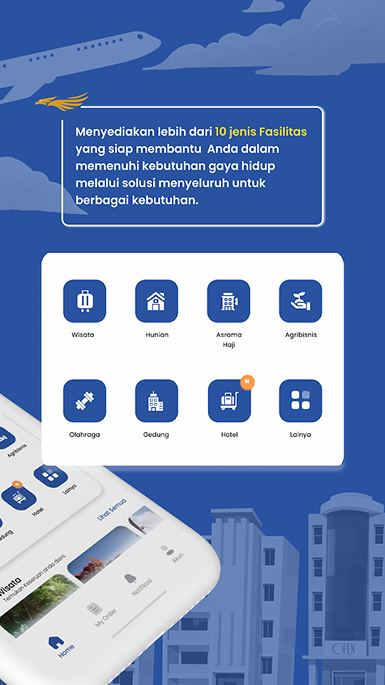 Menyediakan lebih dari 10 jenis Fasilitas
yang siap membantu Anda dalam
memenuhi kebutuhan gaya hidup
melalui solusi menyeluruh untuk
berbagai kebutuhan.
Wisata
Hunian
Asrama
Haji
Agribisnis
N
Olahraga
Gedung
Hotel
Lainya
Agribisnis
Hotel
Lainya
Lihat Semua
Wisata
Temukan Keseruan anda disini
Home
My Order
Notifikasi
Akun
OPEN